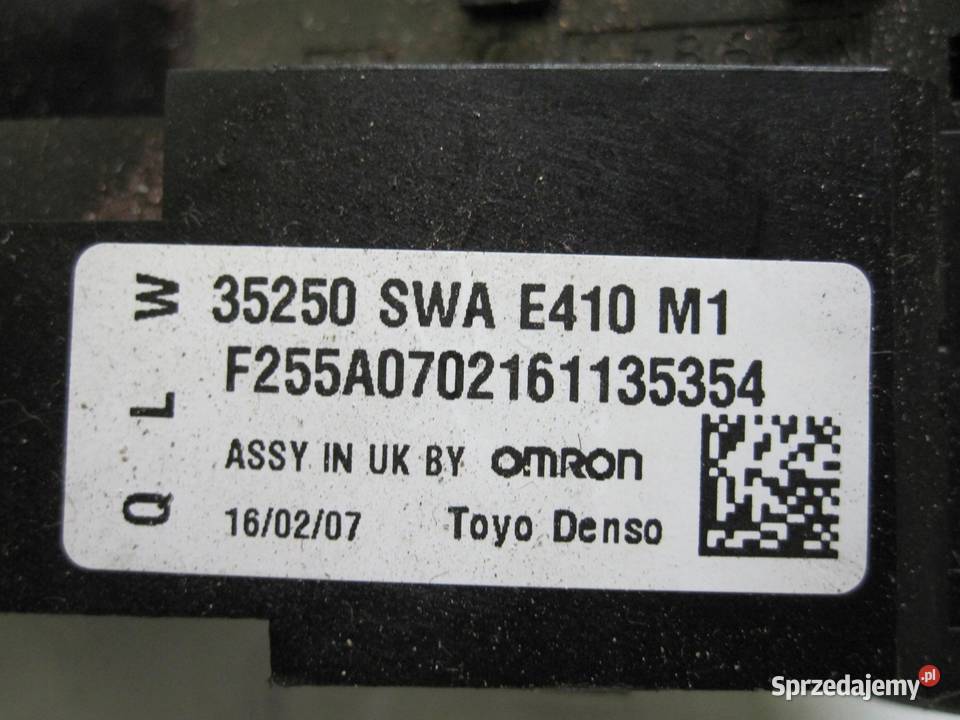 35250 SWA E410 M1
F255A0702161135354
ASSY IN UK BY OMRON
16/02/07 Toyo Denso
Q L W
Sprzedajemy.pl